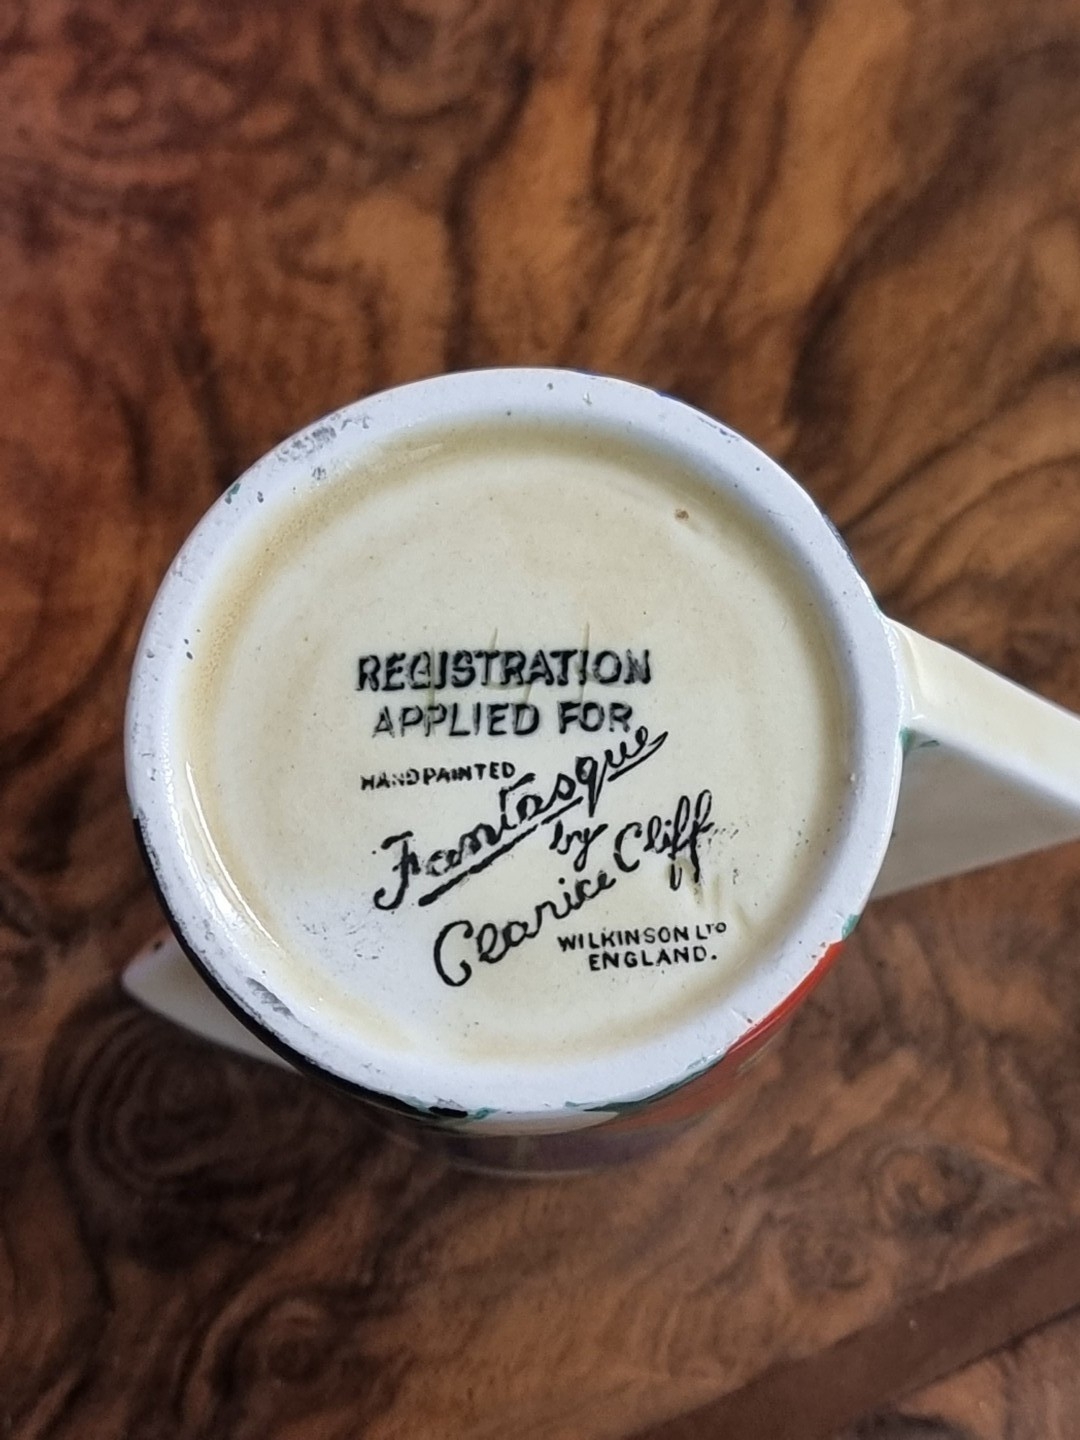 REGISTRATION
APPLIED FOR
HANDPAINTED
Fantasque
by
Clarice Cliff
WILKINSON LTD
ENGLAND.